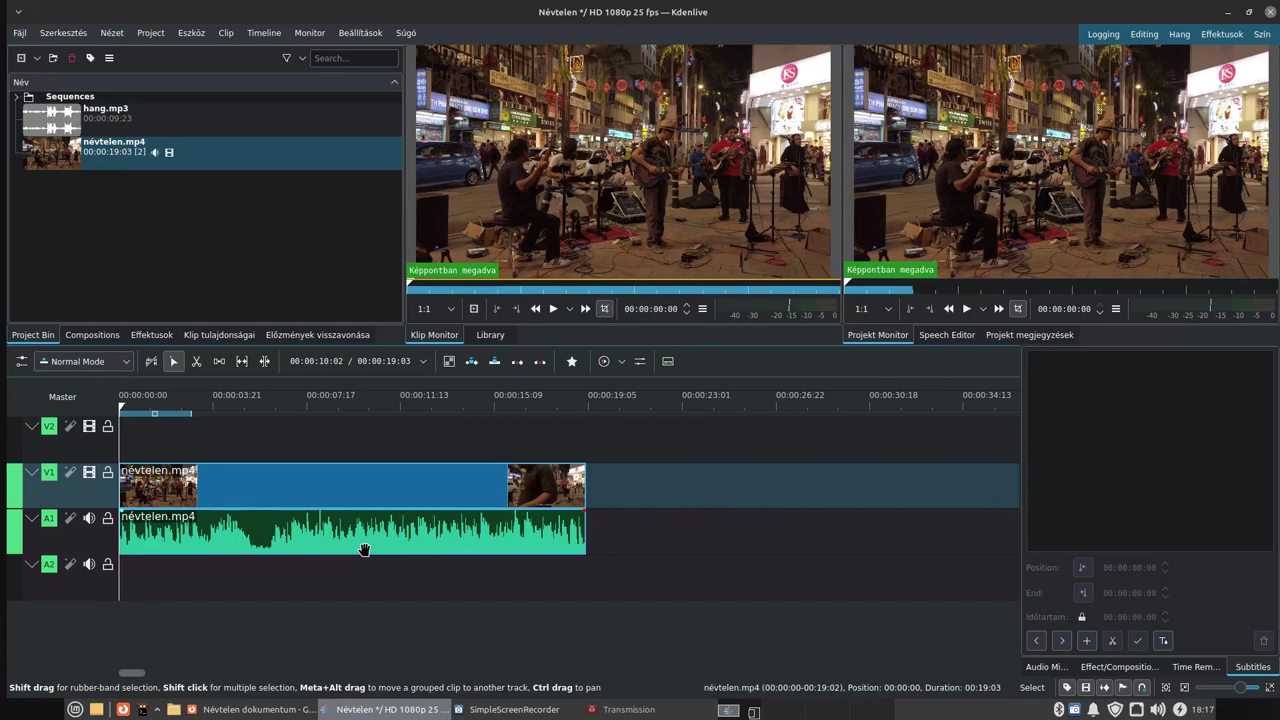 Névtelen */ HD 1080p 25 fps — Kdenlive
Fájl Szerkesztés Nézet Project Eszköz Clip Timeline Monitor Beállítások Súgó
Logging Editing Hang Effektusok Szín
Search...
Név
Sequences
hang.mp3
00:00:09:23
névtelen.mp4
00:00:19:03 [2]
Képpontban megadva
Képpontban megadva
1:1 00:00:00:00 -40 -30 -20 -15 -10 -5 0
1:1 00:00:00:00 -40 -30 -20 -15 -10 -5 0
Project Bin Compositions Effektusok Klip tulajdonságai Előzmények visszavonása
Klip Monitor Library
Projekt Monitor Speech Editor Projekt megjegyzések
Normal Mode 00:00:10:02 / 00:00:19:03
Master 00:00:00:00 00:00:03:21 00:00:07:17 00:00:11:13 00:00:15:09 00:00:19:05 00:00:23:01 00:00:26:22 00:00:30:18 00:00:34:13
V2
V1 névtelen.mp4
A1 névtelen.mp4
A2
Position: 00:00:00:00
End: 00:00:00:00
Időtartam: 00:00:00:00
Audio Mi... Effect/Compositio... Time Rem... Subtitles
Shift drag for rubber-band selection, Shift click for multiple selection, Meta+Alt drag to move a grouped clip to another track, Ctrl drag to pan
névtelen.mp4 (00:00:00:00-00:19:02), Position: 00:00:00, Duration: 00:19:03 Select
Névtelen dokumentum - G... Névtelen */ HD 1080p 25 ... SimpleScreenRecorder Transmission 18:17